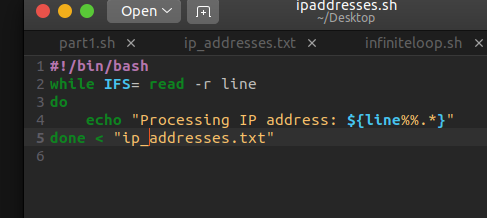 Open
ipaddresses.sh
~/Desktop
part1.sh
ip_addresses.txt
infiniteloop.sh
1 #!/bin/bash
2 while IFS= read -r line
3 do
4     echo "Processing IP address: ${line%%.*}"
5 done < "ip_addresses.txt"
6